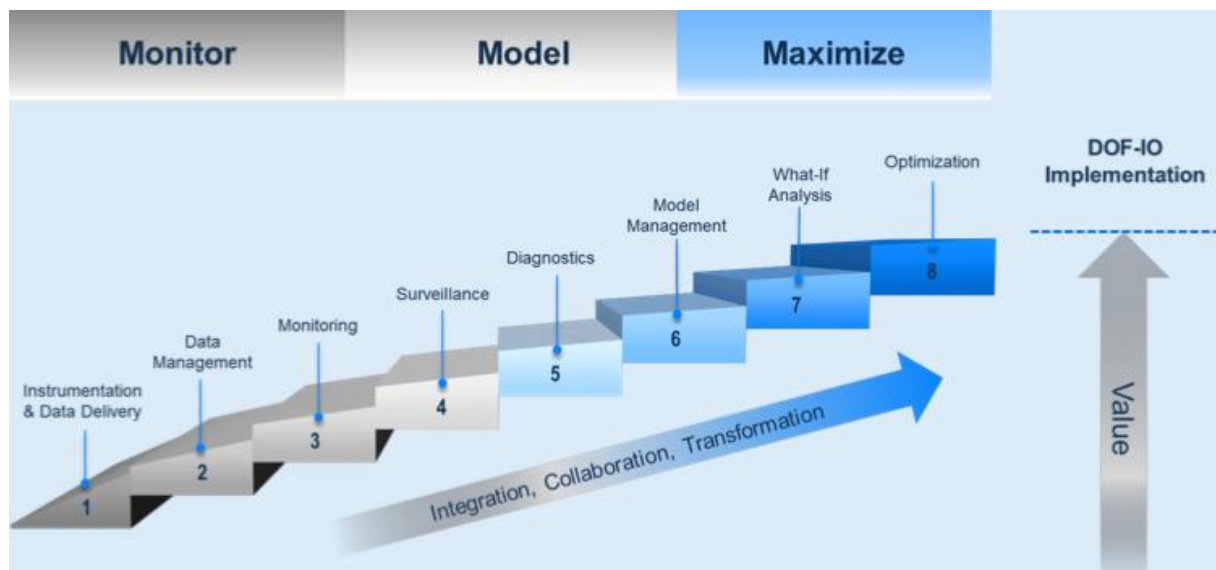 Monitor
Model
Maximize
DOF-IO
Implementation
Optimization
What-If
Analysis
Model
Management
Diagnostics
Surveillance
Monitoring
Data
Management
Instrumentation
& Data Delivery
1
2
3
4
5
6
7
8
Integration, Collaboration, Transformation
Value